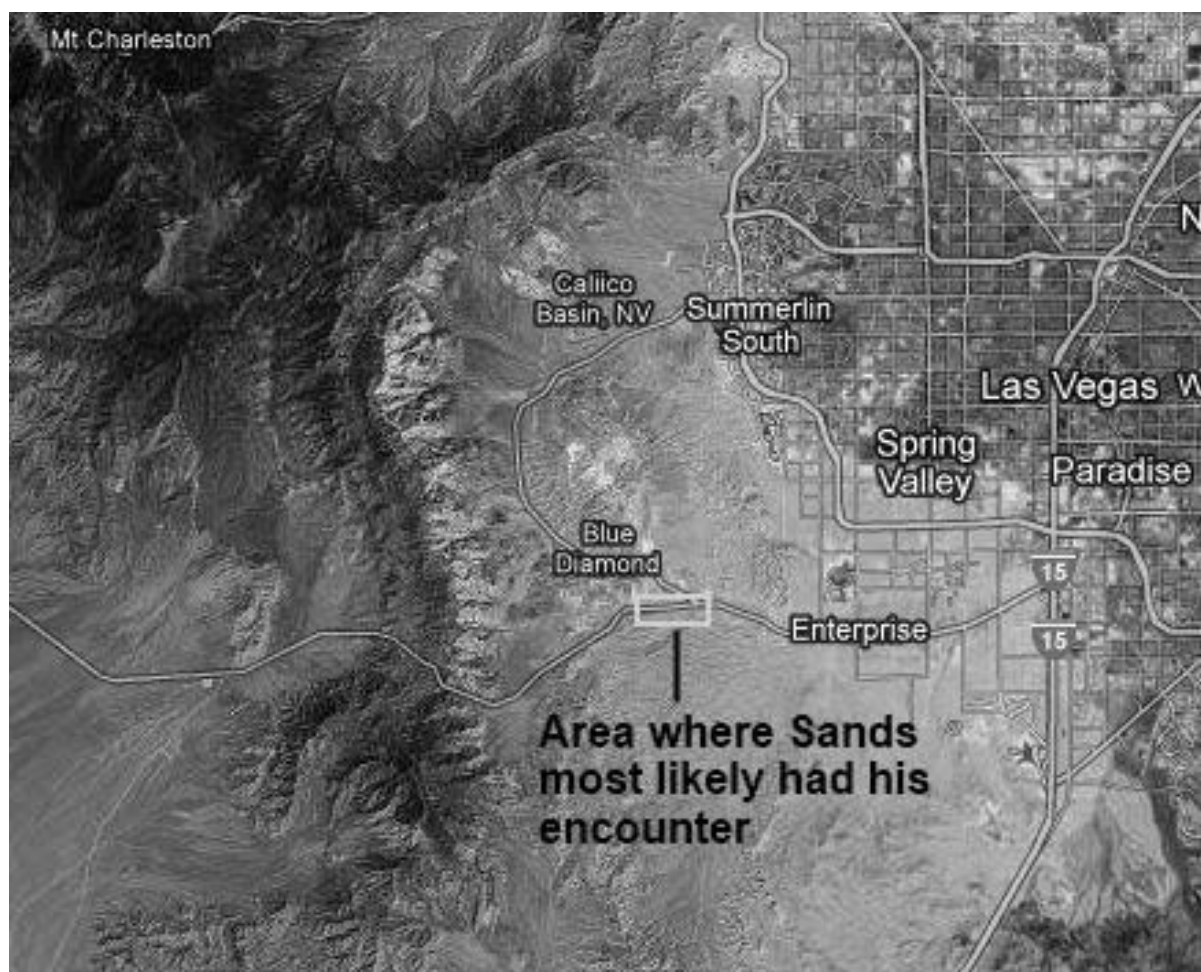 Mt Charleston
N
Calico
Basin, NV
Summerlin
South
Las Vegas W
Spring
Valley
Paradise
Blue
Diamond
15
Enterprise
15
Area where Sands
most likely had his
encounter